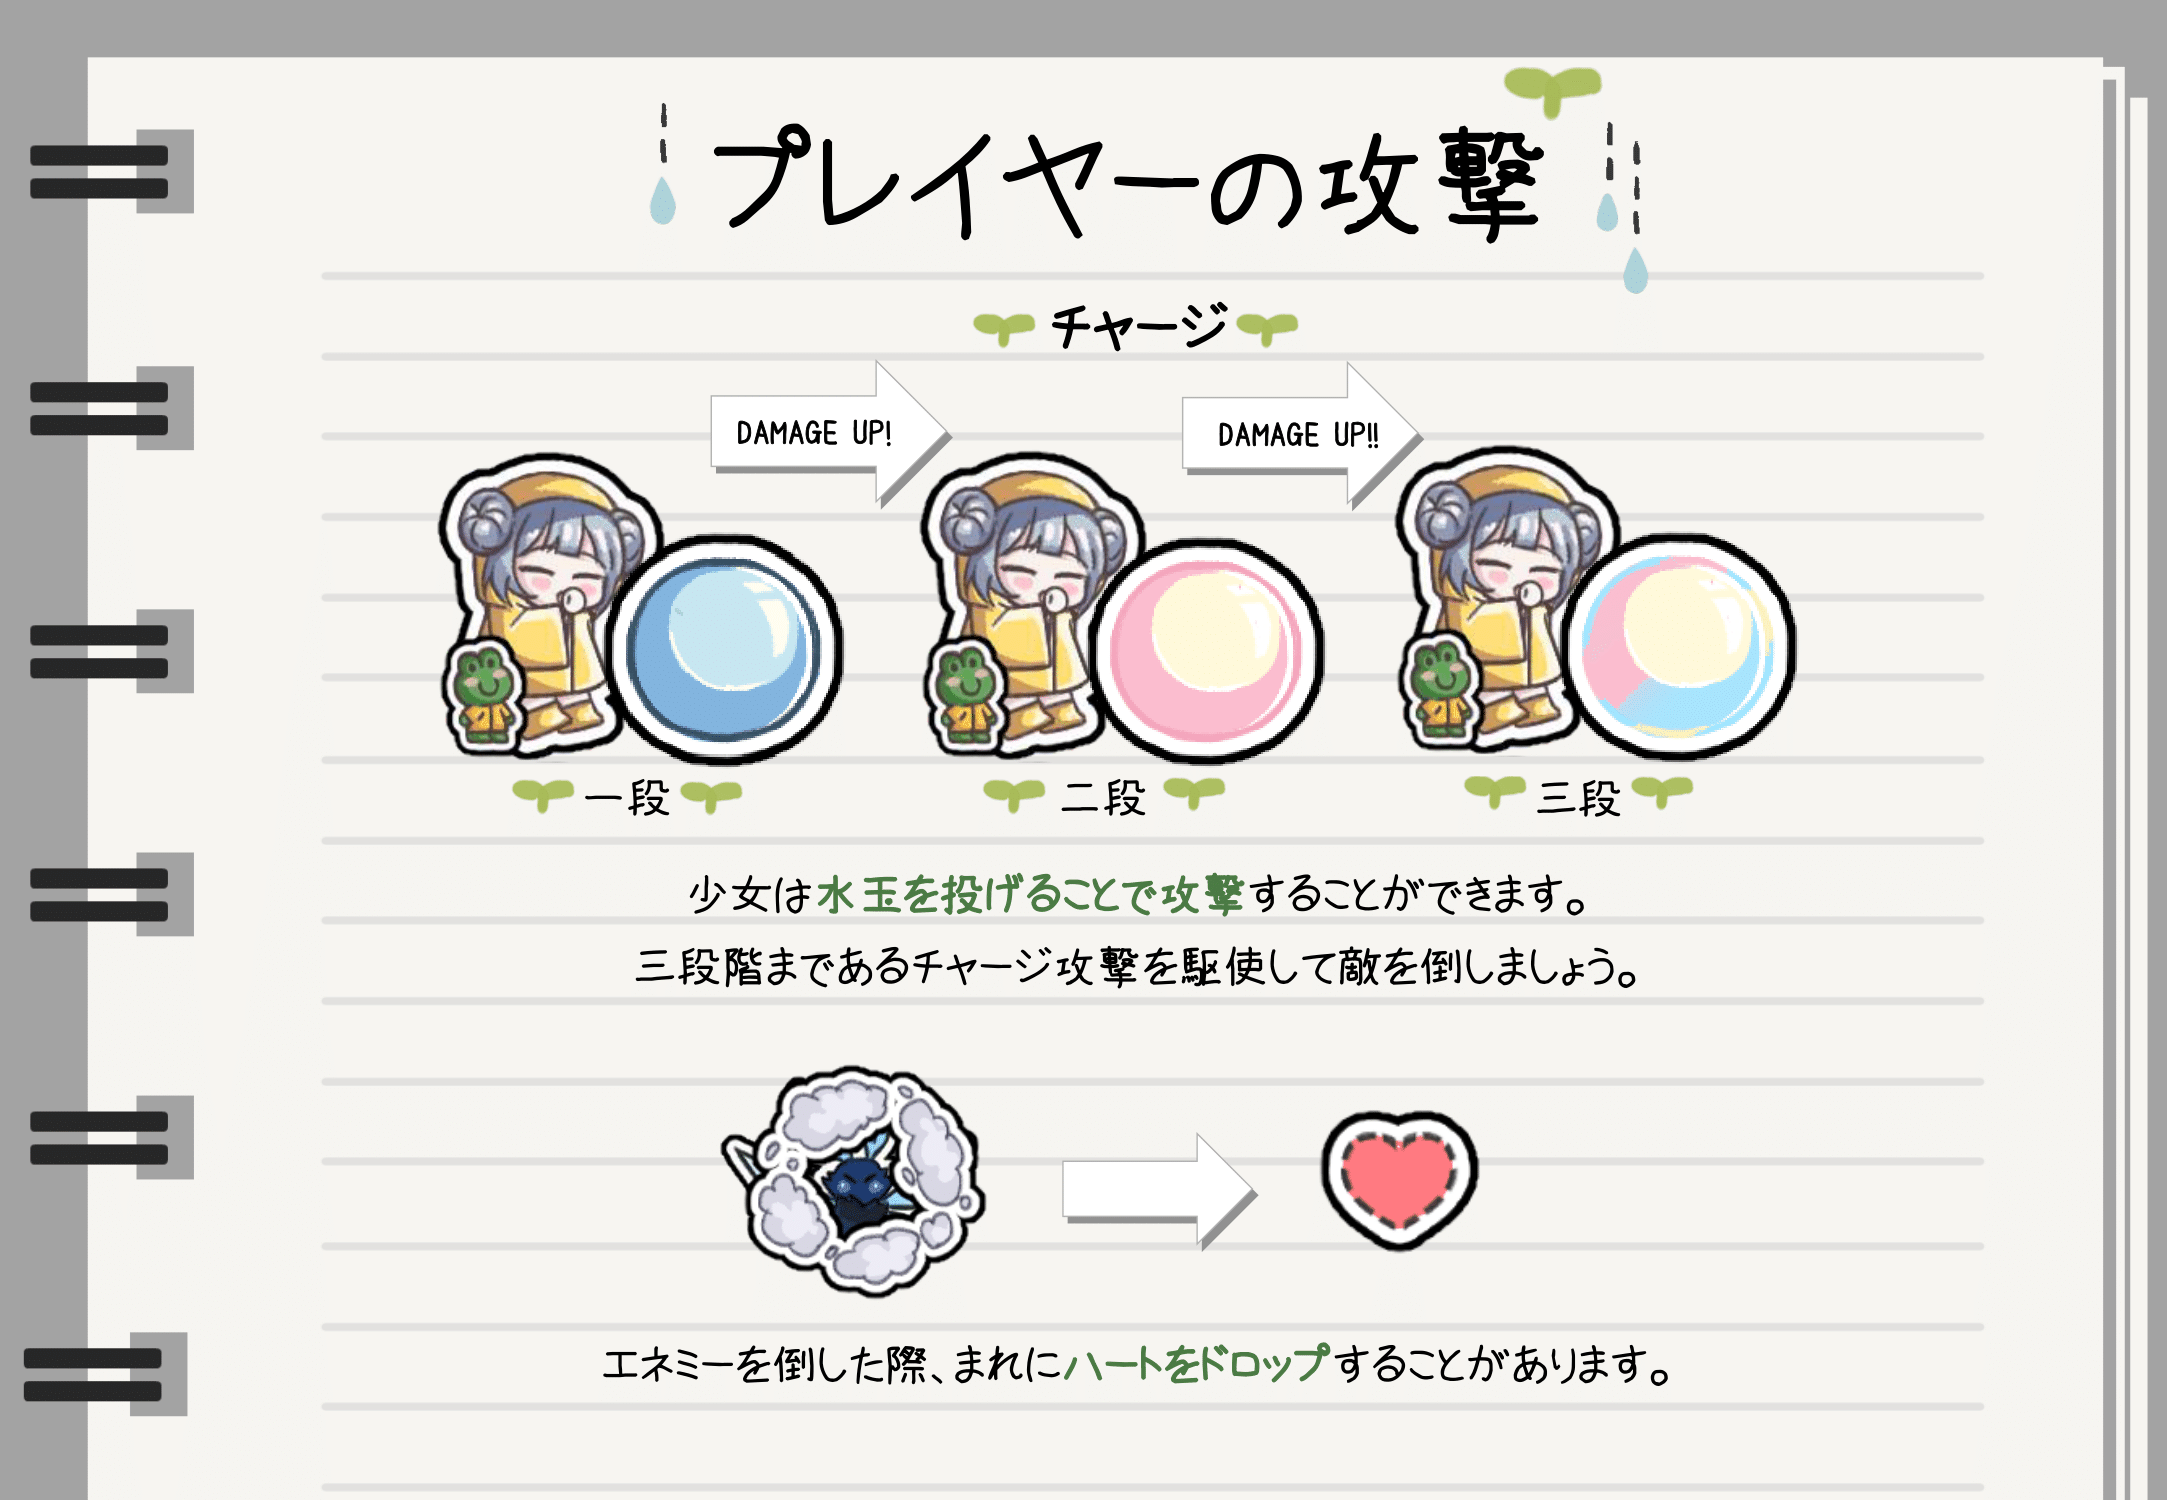 プレイヤーの攻撃
チャージ
DAMAGE UP!
DAMAGE UP!!
一段
二段
三段
少女は水玉を投げることで攻撃することができます。
三段階まであるチャージ攻撃を駆使して敵を倒しましょう。
エネミーを倒した際、まれにハートをドロップすることがあります。